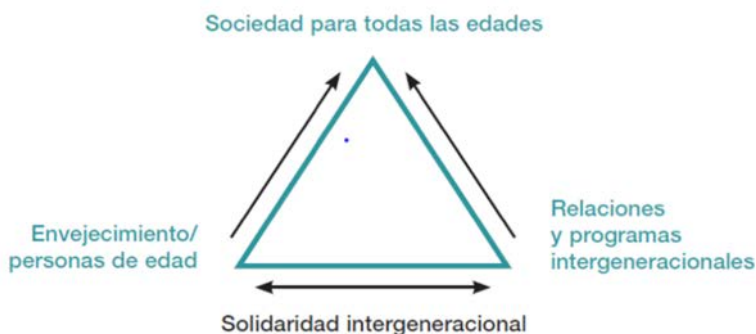 Sociedad para todas las edades
Envejecimiento/
personas de edad
Relaciones
y programas
intergeneracionales
Solidaridad intergeneracional